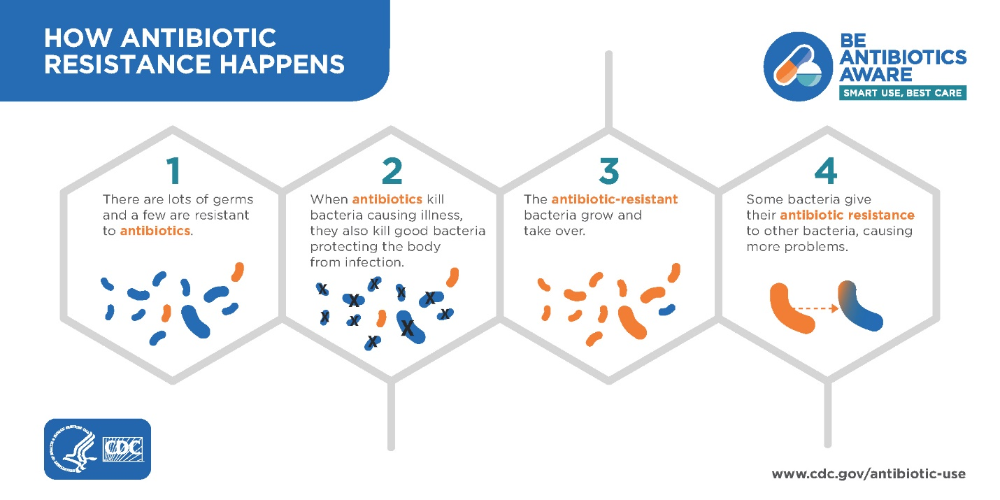 HOW ANTIBIOTIC
RESISTANCE HAPPENS
BE
ANTIBIOTICS
AWARE
SMART USE, BEST CARE
1
There are lots of germs
and a few are resistant
to antibiotics.
2
When antibiotics kill
bacteria causing illness,
they also kill good bacteria
protecting the body
from infection.
X
X
X
X
X
X
X
X
X
X
3
The antibiotic-resistant
bacteria grow and
take over.
4
Some bacteria give
their antibiotic resistance
to other bacteria, causing
more problems.
CDC
www.cdc.gov/antibiotic-use